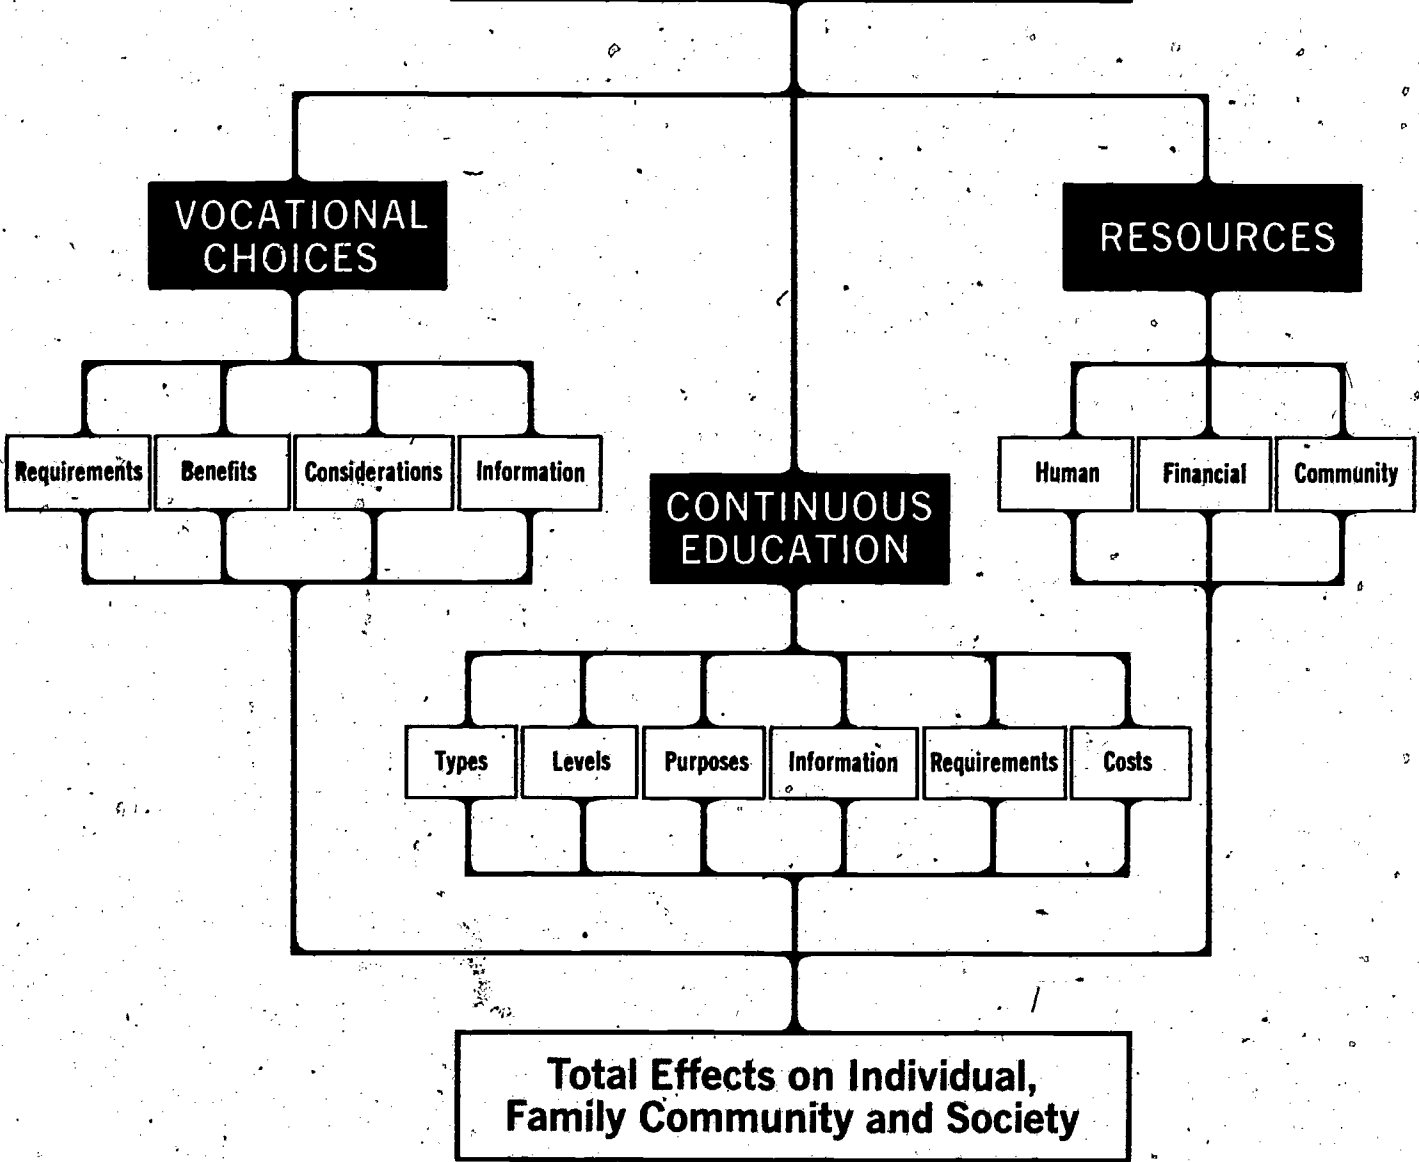 VOCATIONAL
CHOICES
RESOURCES
Requirements
Benefits
Considerations
Information
Human
Financial
Community
CONTINUOUS
EDUCATION
Types
Levels
Purposes
Information
Requirements
Costs
Total Effects on Individual,
Family Community and Society